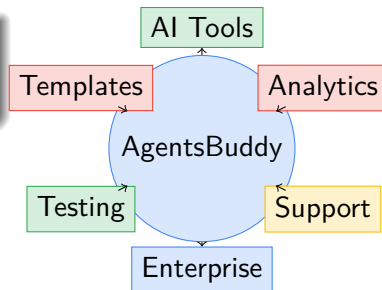 AI Tools
Templates
Analytics
AgentsBuddy
Testing
Support
Enterprise